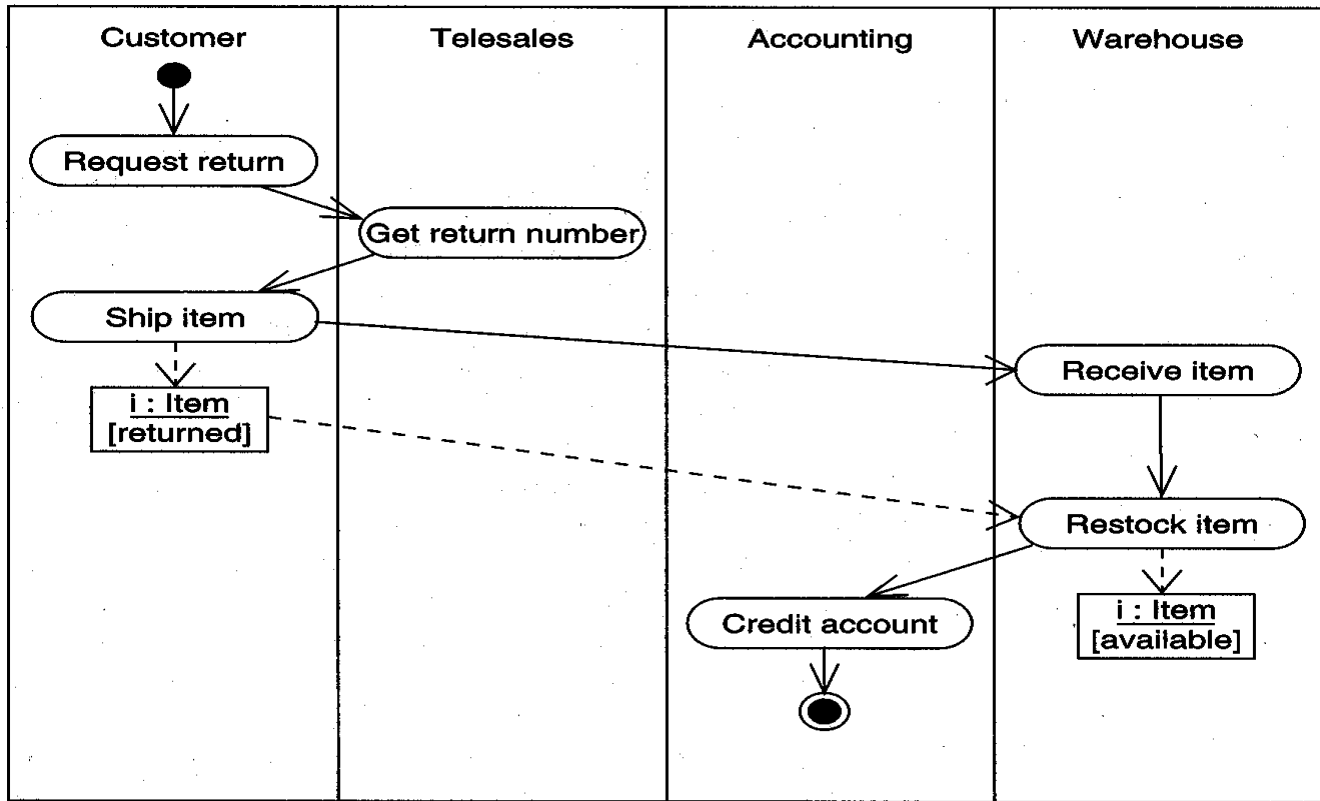 Customer
Telesales
Accounting
Warehouse
Request return
Get return number
Ship item
Receive item
i : Item
[returned]
Restock item
Credit account
i : Item
[available]